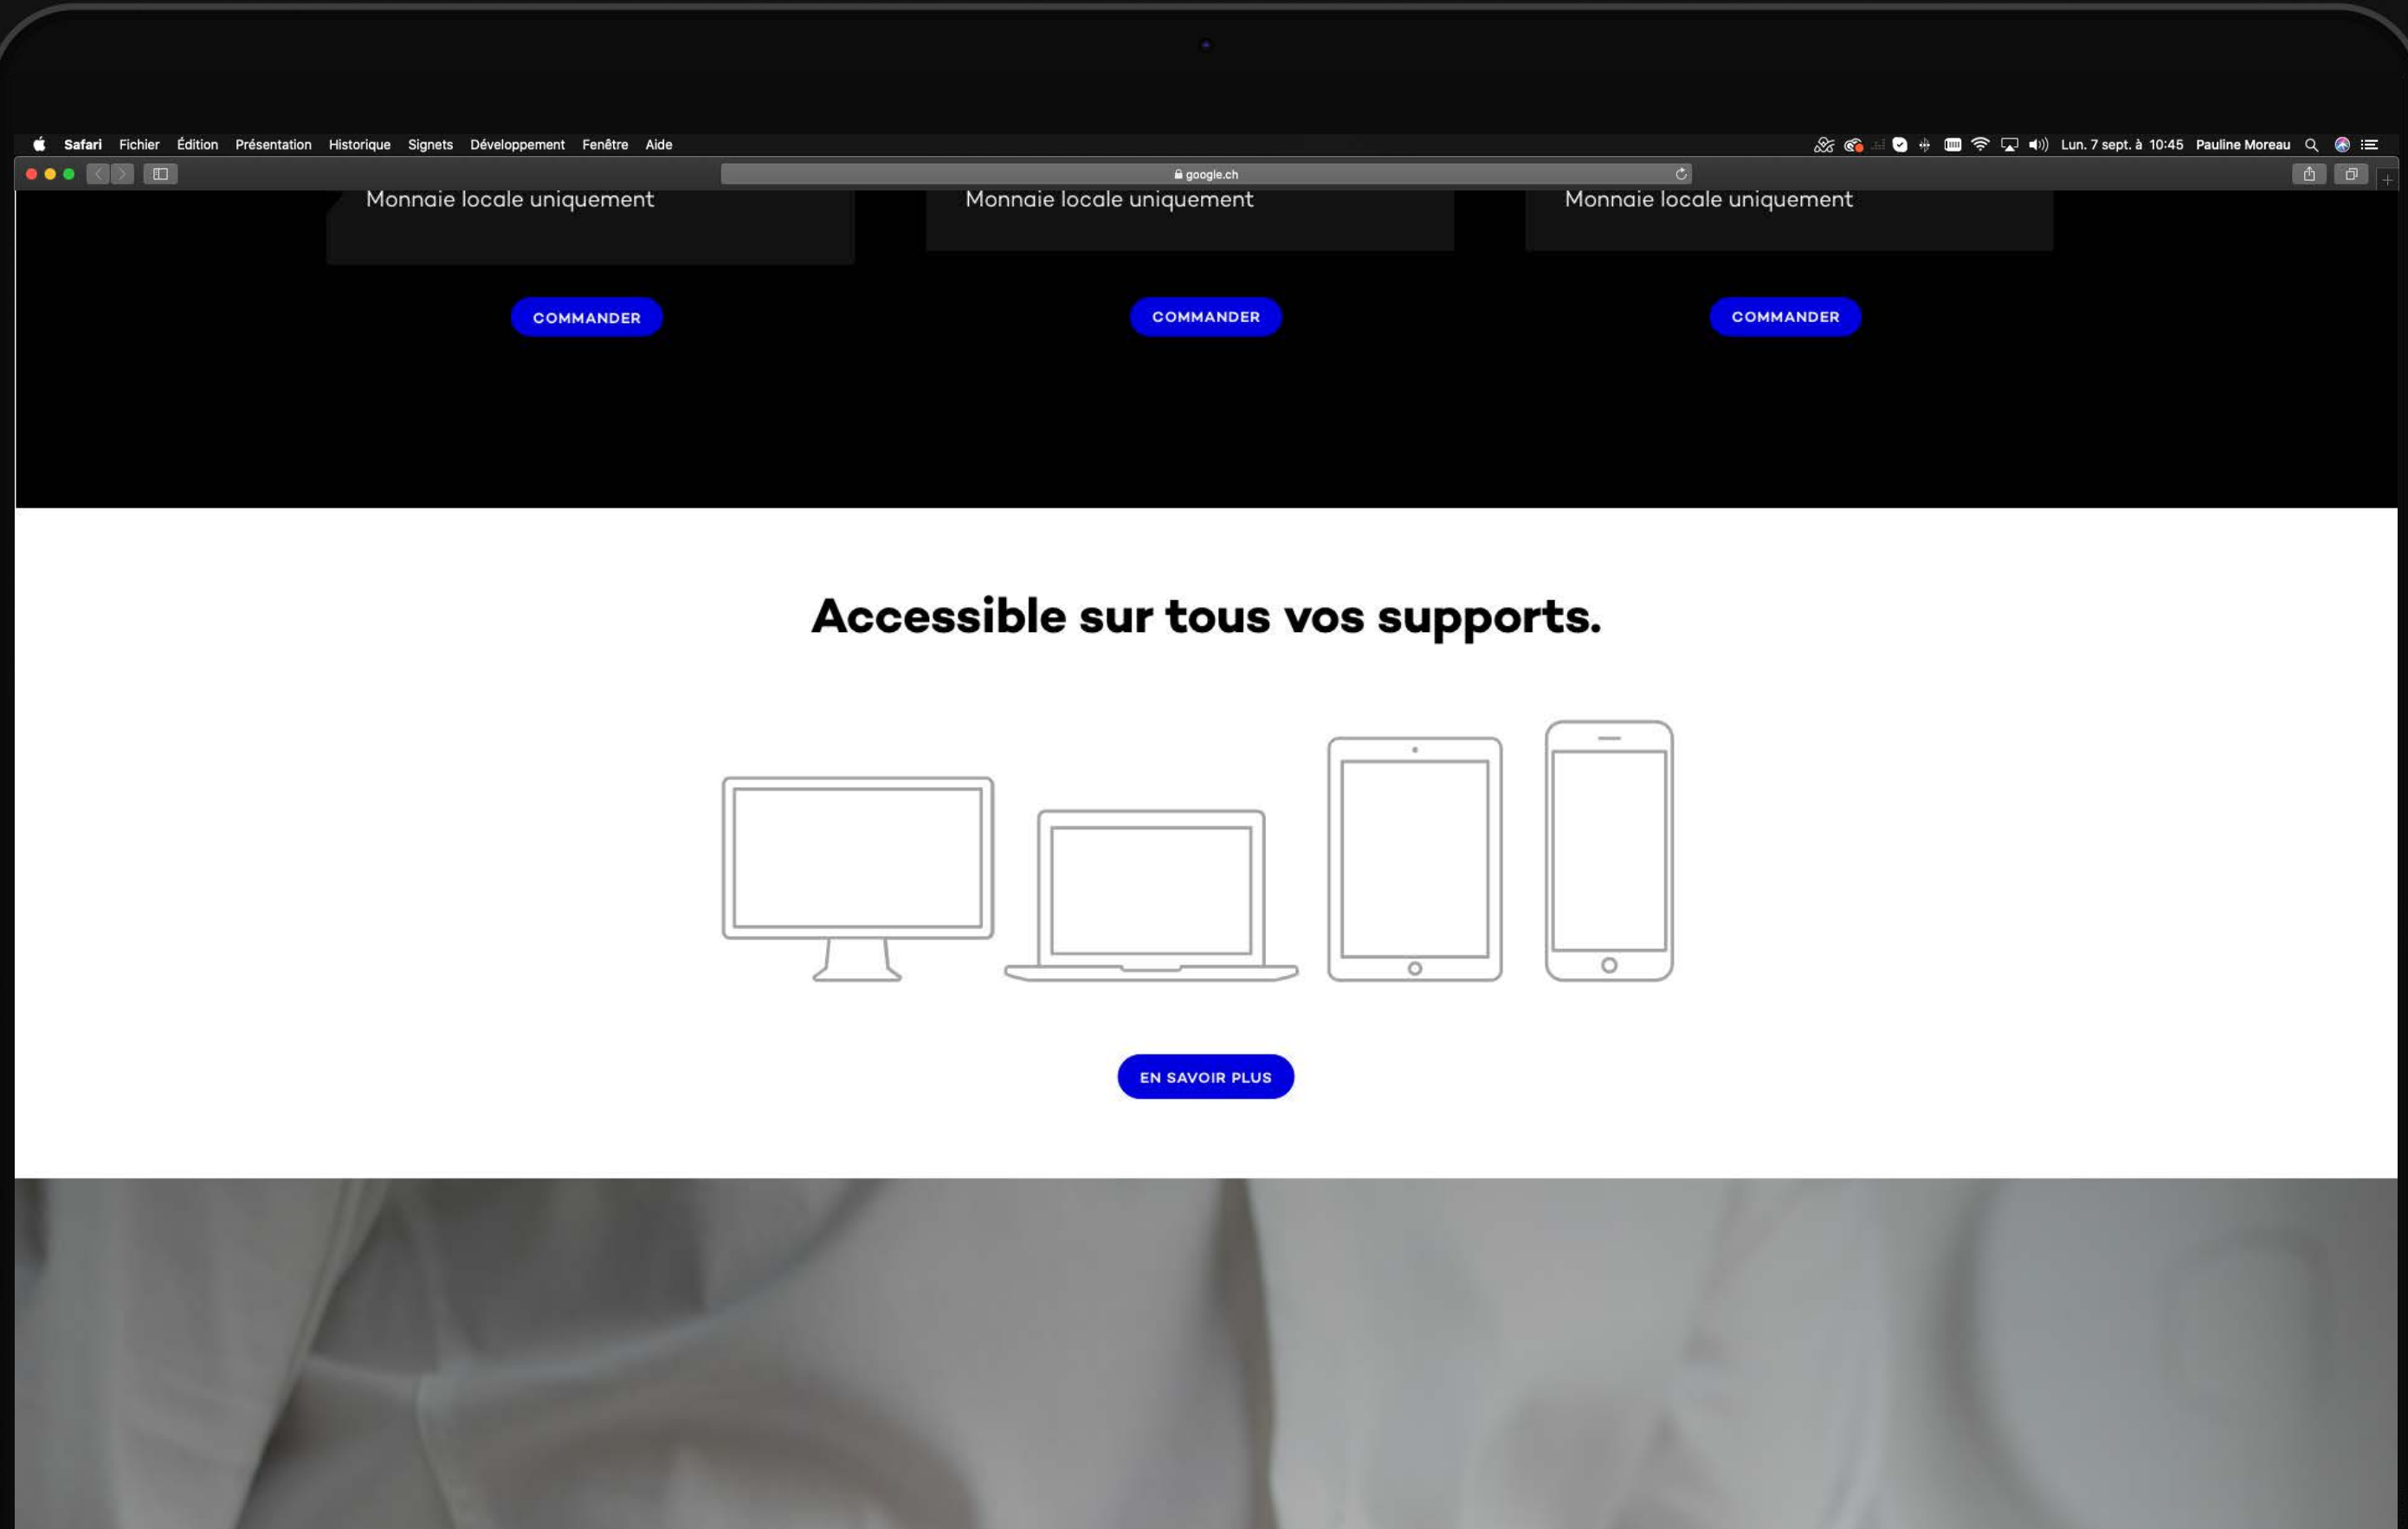 Safari Fichier Édition Présentation Historique Signets Développement Fenêtre Aide
Lun. 7 sept. à 10:45 Pauline Moreau
google.ch
Monnaie locale uniquement
Monnaie locale uniquement
Monnaie locale uniquement
COMMANDER
COMMANDER
COMMANDER
Accessible sur tous vos supports.
EN SAVOIR PLUS